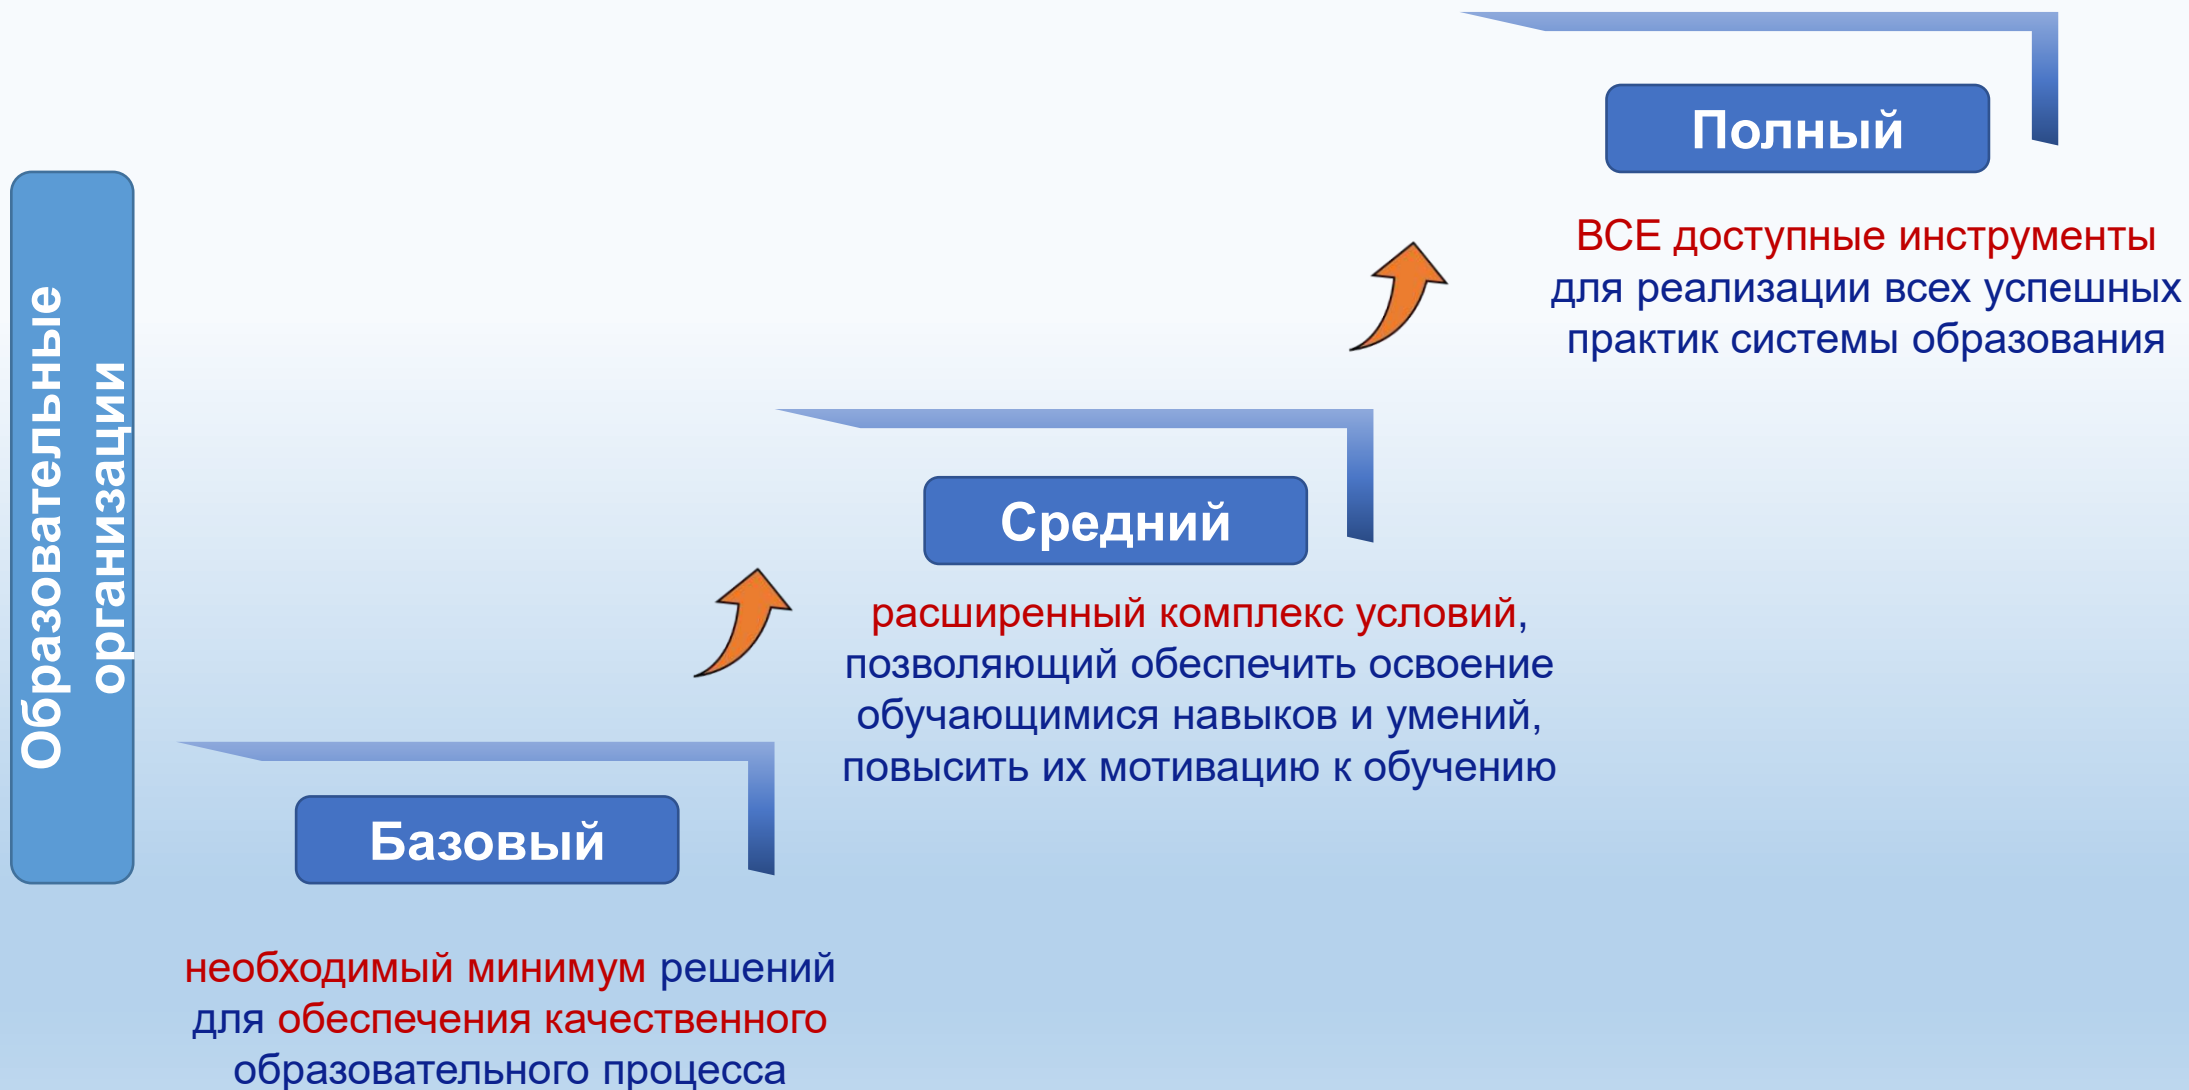 Образовательные
организации
Полный
ВСЕ доступные инструменты
для реализации всех успешных
практик системы образования
Средний
расширенный комплекс условий,
позволяющий обеспечить освоение
обучающимися навыков и умений,
повысить их мотивацию к обучению
Базовый
необходимый минимум решений
для обеспечения качественного
образовательного процесса